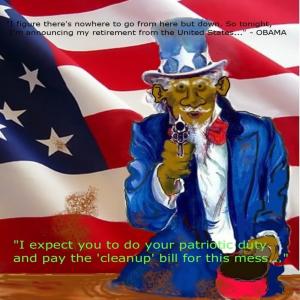 "I figure there's nowhere to go from here but down. So tonight,
I'm announcing my retirement from the United States..." - OBAMA
"I expect you to do your patriotic duty
and pay the 'cleanup' bill for this mess..."